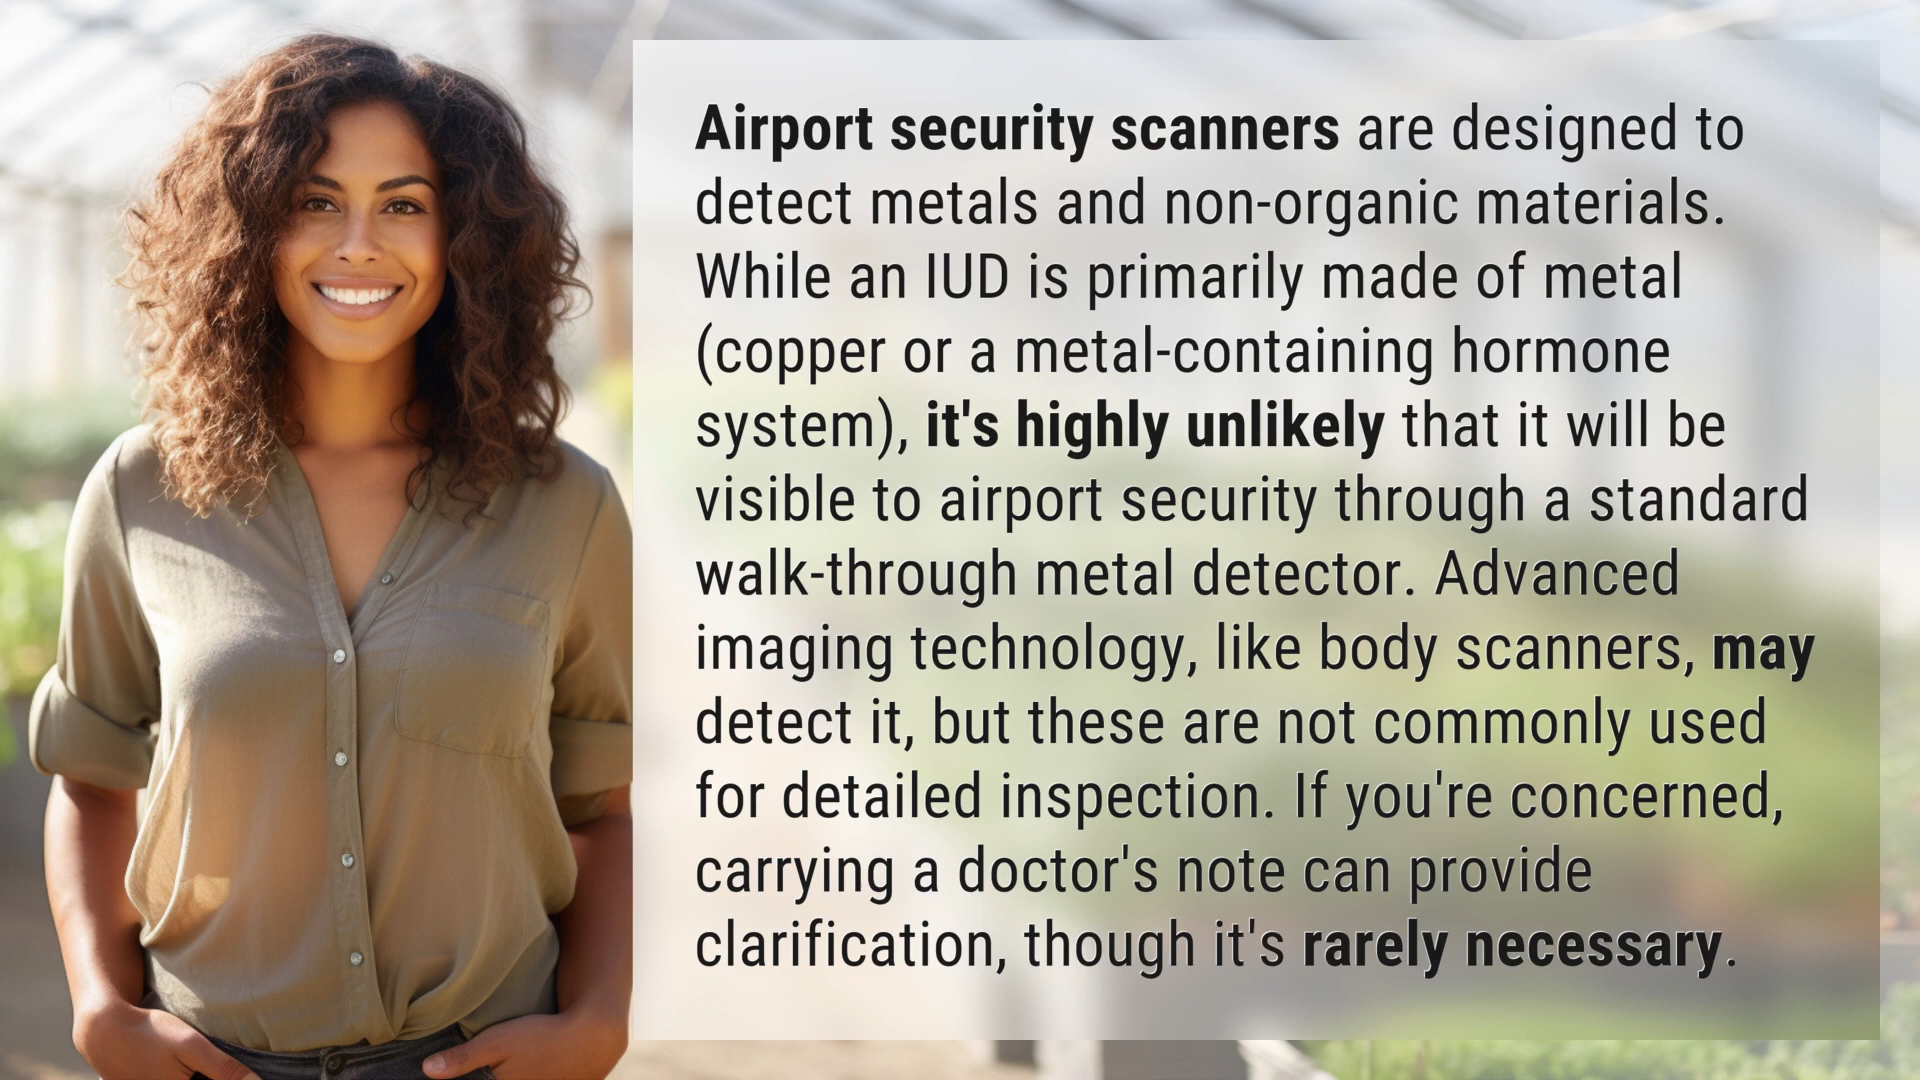 Airport security scanners are designed to
detect metals and non-organic materials.
While an IUD is primarily made of metal
(copper or a metal-containing hormone
system), it's highly unlikely that it will be
visible to airport security through a standard
walk-through metal detector. Advanced
imaging technology, like body scanners, may
detect it, but these are not commonly used
for detailed inspection. If you're concerned,
carrying a doctor's note can provide
clarification, though it's rarely necessary.